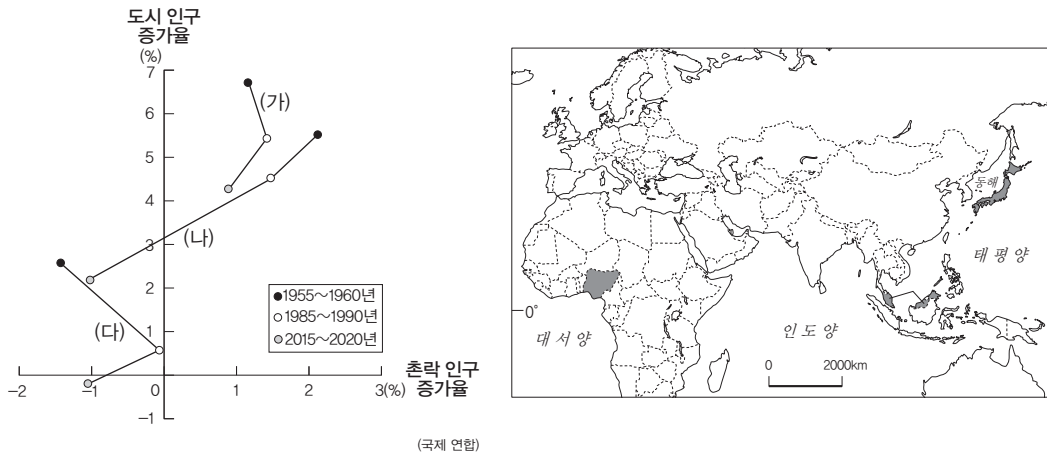 도시 인구
증가율
(%)
7
6
5
4
3
2
1
0
−1
−2
−1
1
2
3(%)
촌락 인구
증가율
(가)
(나)
(다)
●1955～1960년
○1985～1990년
◎2015～2020년
(국제 연합)
동해
태평양
인도양
대서양
0°
0
2000km